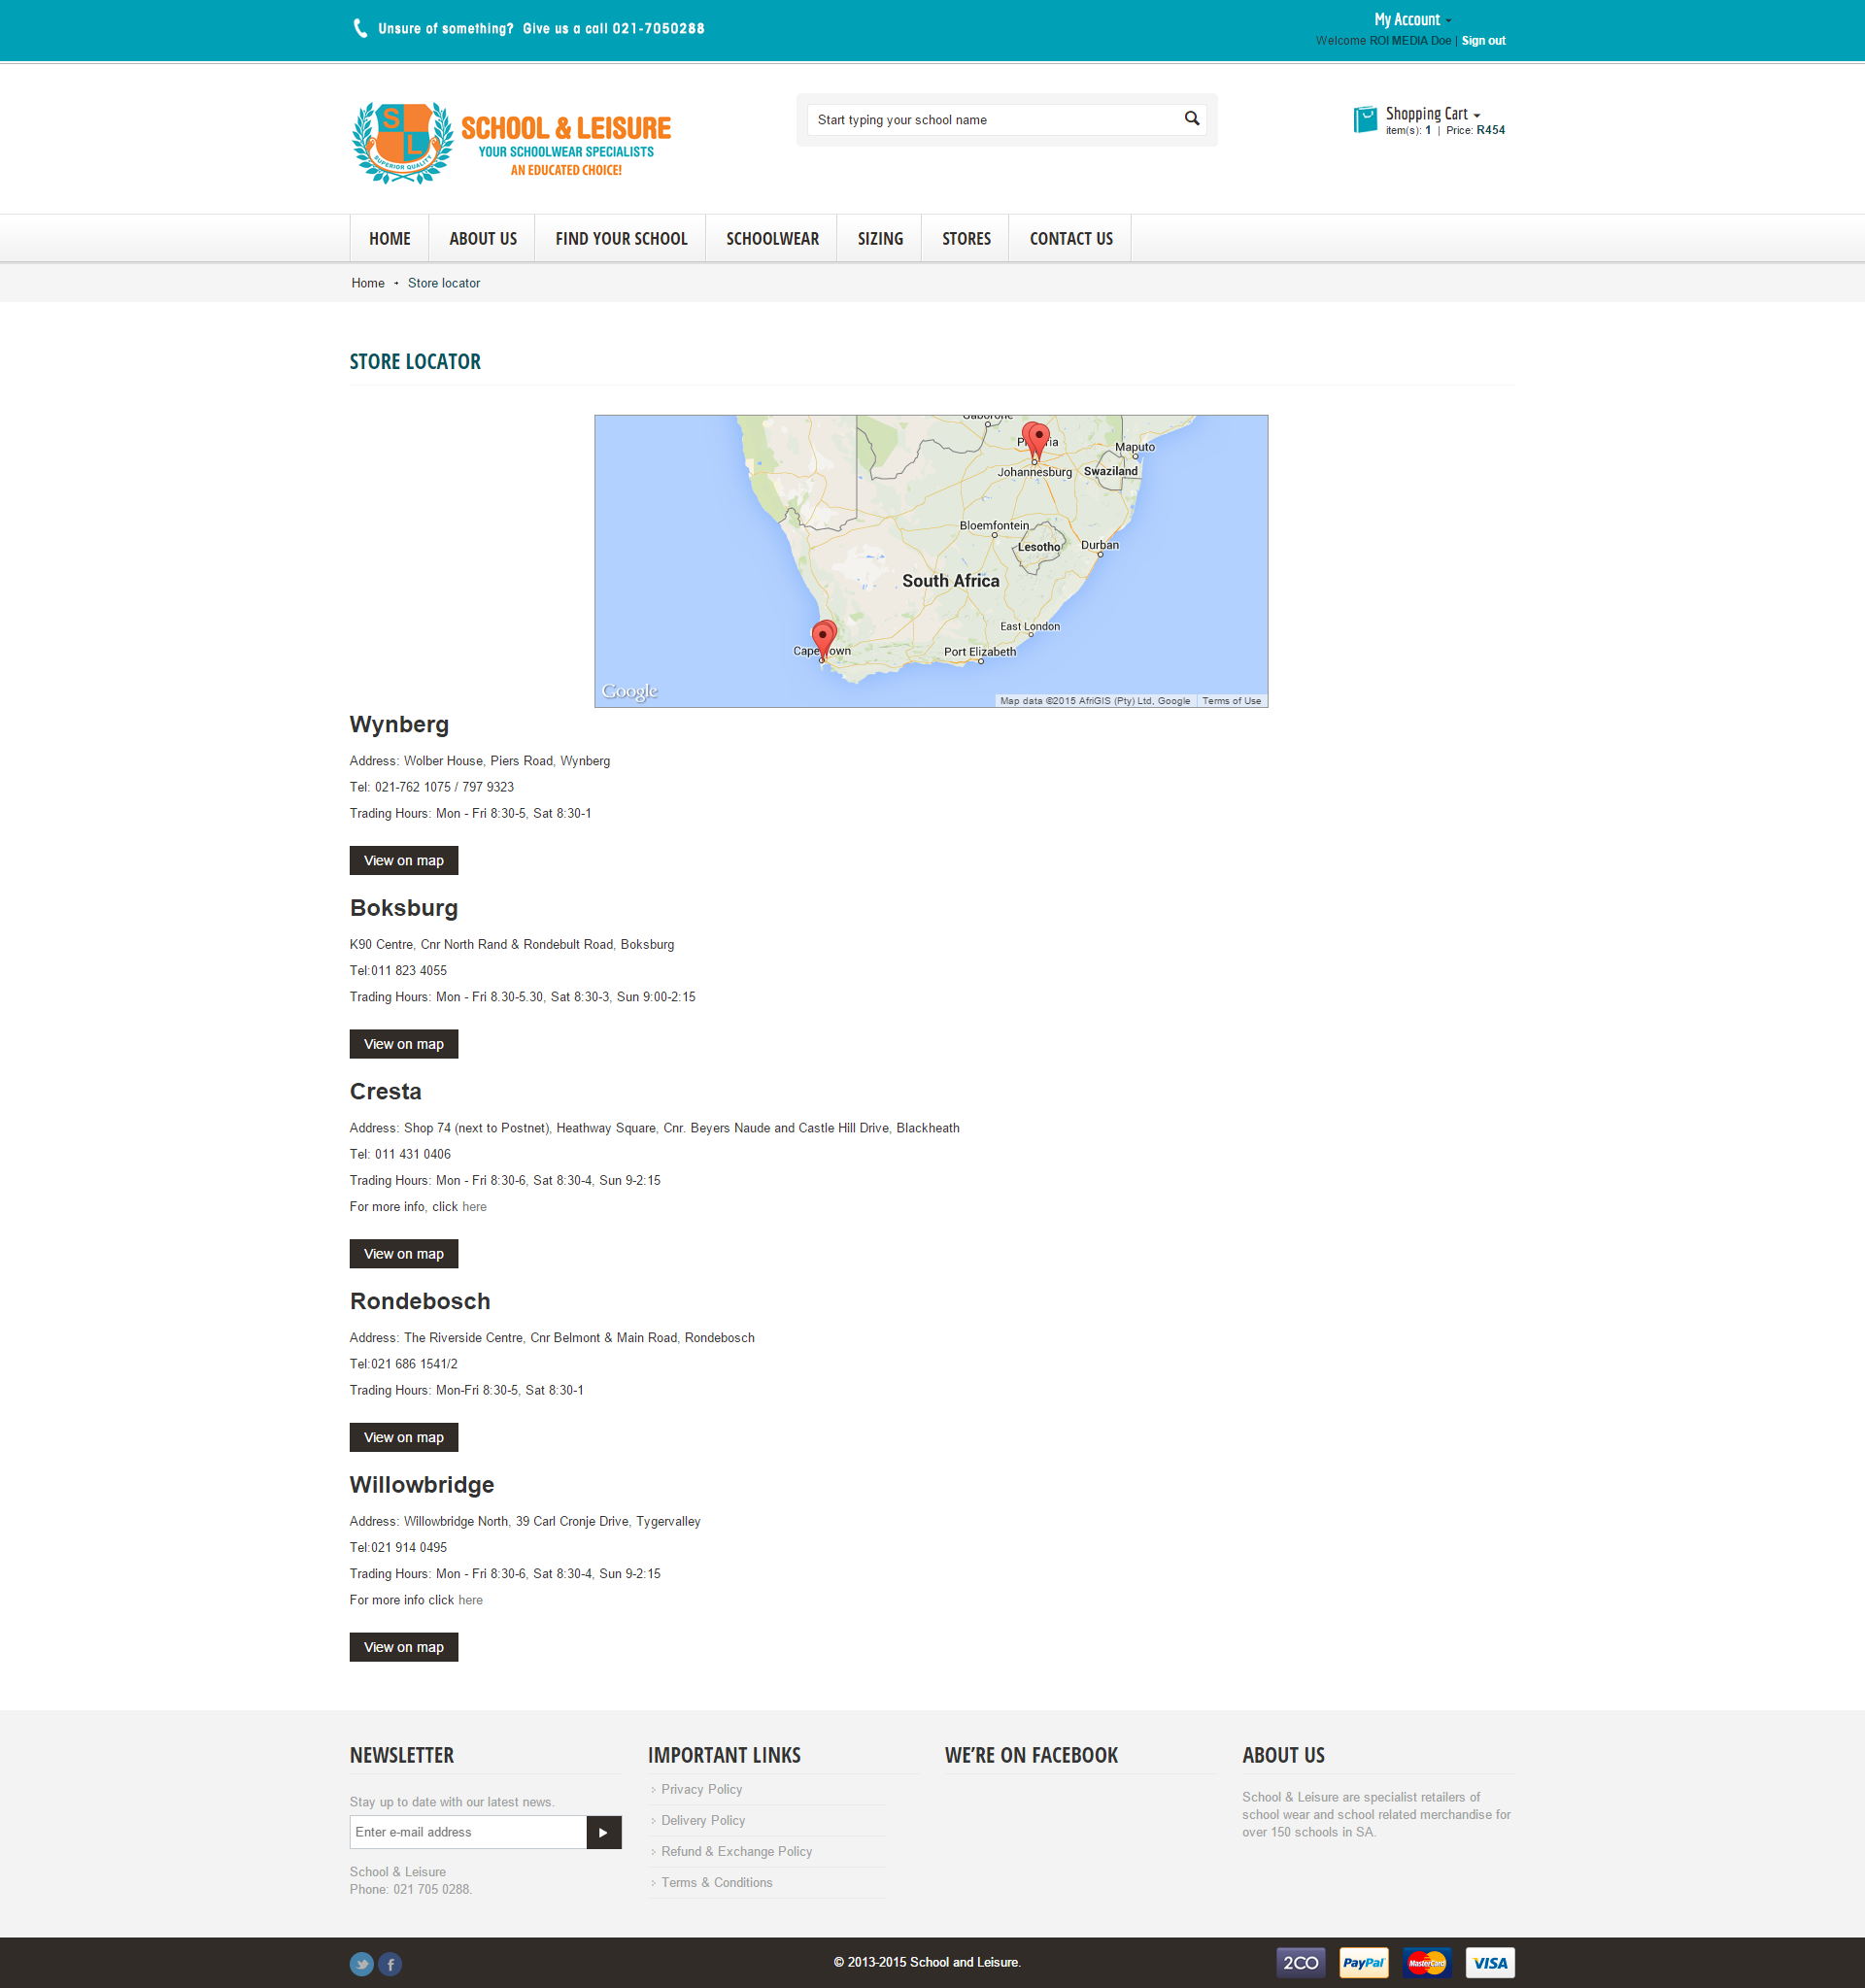 Unsure of something? Give us a call 021-7050288
My Account
Welcome ROI MEDIA Doe | Sign out
S
L
SUPERIOR QUALITY
SCHOOL & LEISURE
YOUR SCHOOLWEAR SPECIALISTS
AN EDUCATED CHOICE!
Start typing your school name
Shopping Cart
item(s): 1 | Price: R454
HOME
ABOUT US
FIND YOUR SCHOOL
SCHOOLWEAR
SIZING
STORES
CONTACT US
Home
Store locator
STORE LOCATOR
Gaborone
Maputo
Johannesburg
Swaziland
Bloemfontein
Lesotho
Durban
South Africa
East London
Port Elizabeth
Google
Map data ©2015 AfriGIS (Pty) Ltd, Google
Terms of Use
Wynberg
Address: Wolber House, Piers Road, Wynberg
Tel: 021-762 1075 / 797 9323
Trading Hours: Mon - Fri 8:30-5, Sat 8:30-1
View on map
Boksburg
K90 Centre, Cnr North Rand & Rondebult Road, Boksburg
Tel:011 823 4055
Trading Hours: Mon - Fri 8.30-5.30, Sat 8:30-3, Sun 9:00-2:15
View on map
Cresta
Address: Shop 74 (next to Postnet), Heathway Square, Cnr. Beyers Naude and Castle Hill Drive, Blackheath
Tel: 011 431 0406
Trading Hours: Mon - Fri 8:30-6, Sat 8:30-4, Sun 9-2:15
For more info, click here
View on map
Rondebosch
Address: The Riverside Centre, Cnr Belmont & Main Road, Rondebosch
Tel:021 686 1541/2
Trading Hours: Mon-Fri 8:30-5, Sat 8:30-1
View on map
Willowbridge
Address: Willowbridge North, 39 Carl Cronje Drive, Tygervalley
Tel:021 914 0495
Trading Hours: Mon - Fri 8:30-6, Sat 8:30-4, Sun 9-2:15
For more info click here
View on map
NEWSLETTER
Stay up to date with our latest news.
Enter e-mail address
School & Leisure
Phone: 021 705 0288.
IMPORTANT LINKS
Privacy Policy
Delivery Policy
Refund & Exchange Policy
Terms & Conditions
WE'RE ON FACEBOOK
ABOUT US
School & Leisure are specialist retailers of
school wear and school related merchandise for
over 150 schools in SA.
© 2013-2015 School and Leisure.
2CO
PayPal
MasterCard
VISA